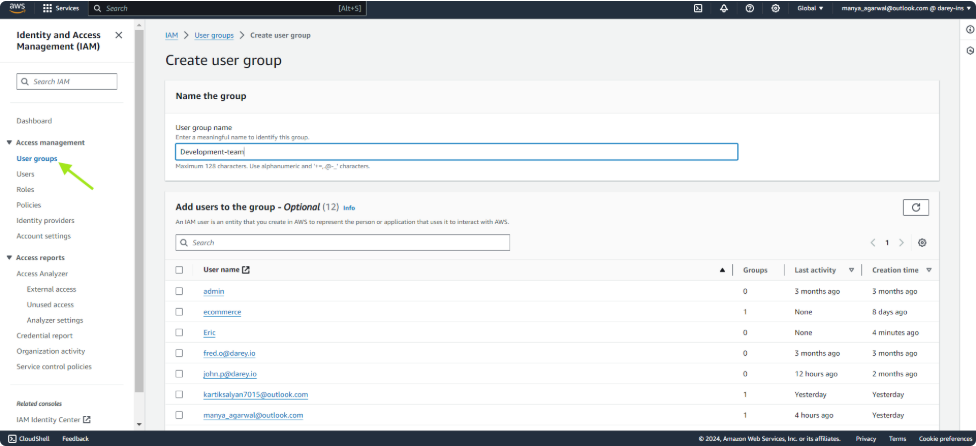 aws Services Search [Alt+S] Global manya_agarwal@outlook.com @ darey-ins
Identity and Access
Management (IAM)
Search IAM
Dashboard
Access management
User groups
Users
Roles
Policies
Identity providers
Account settings
Access reports
Access Analyzer
External access
Unused access
Analyzer settings
Credential report
Organization activity
Service control policies
Related consoles
IAM Identity Center
IAM > User groups > Create user group
Create user group
Name the group
User group name
Enter a meaningful name to identify this group.
Development-team
Maximum 128 characters. Use alphanumeric and '+=,.@-_' characters.
Add users to the group - Optional (12) Info
An IAM user is an entity that you create in AWS to represent the person or application that uses it to interact with AWS.
Search
1
User name Groups Last activity Creation time
admin 0 3 months ago 3 months ago
ecommerce 1 None 8 days ago
Eric 0 None 4 minutes ago
fred.o@darey.io 0 3 months ago 3 months ago
john.p@darey.io 0 12 hours ago 2 months ago
kartiksalyan7015@outlook.com 1 Yesterday Yesterday
manya_agarwal@outlook.com 1 4 hours ago Yesterday
CloudShell Feedback © 2024, Amazon Web Services, Inc. or its affiliates. Privacy Terms Cookie preferences